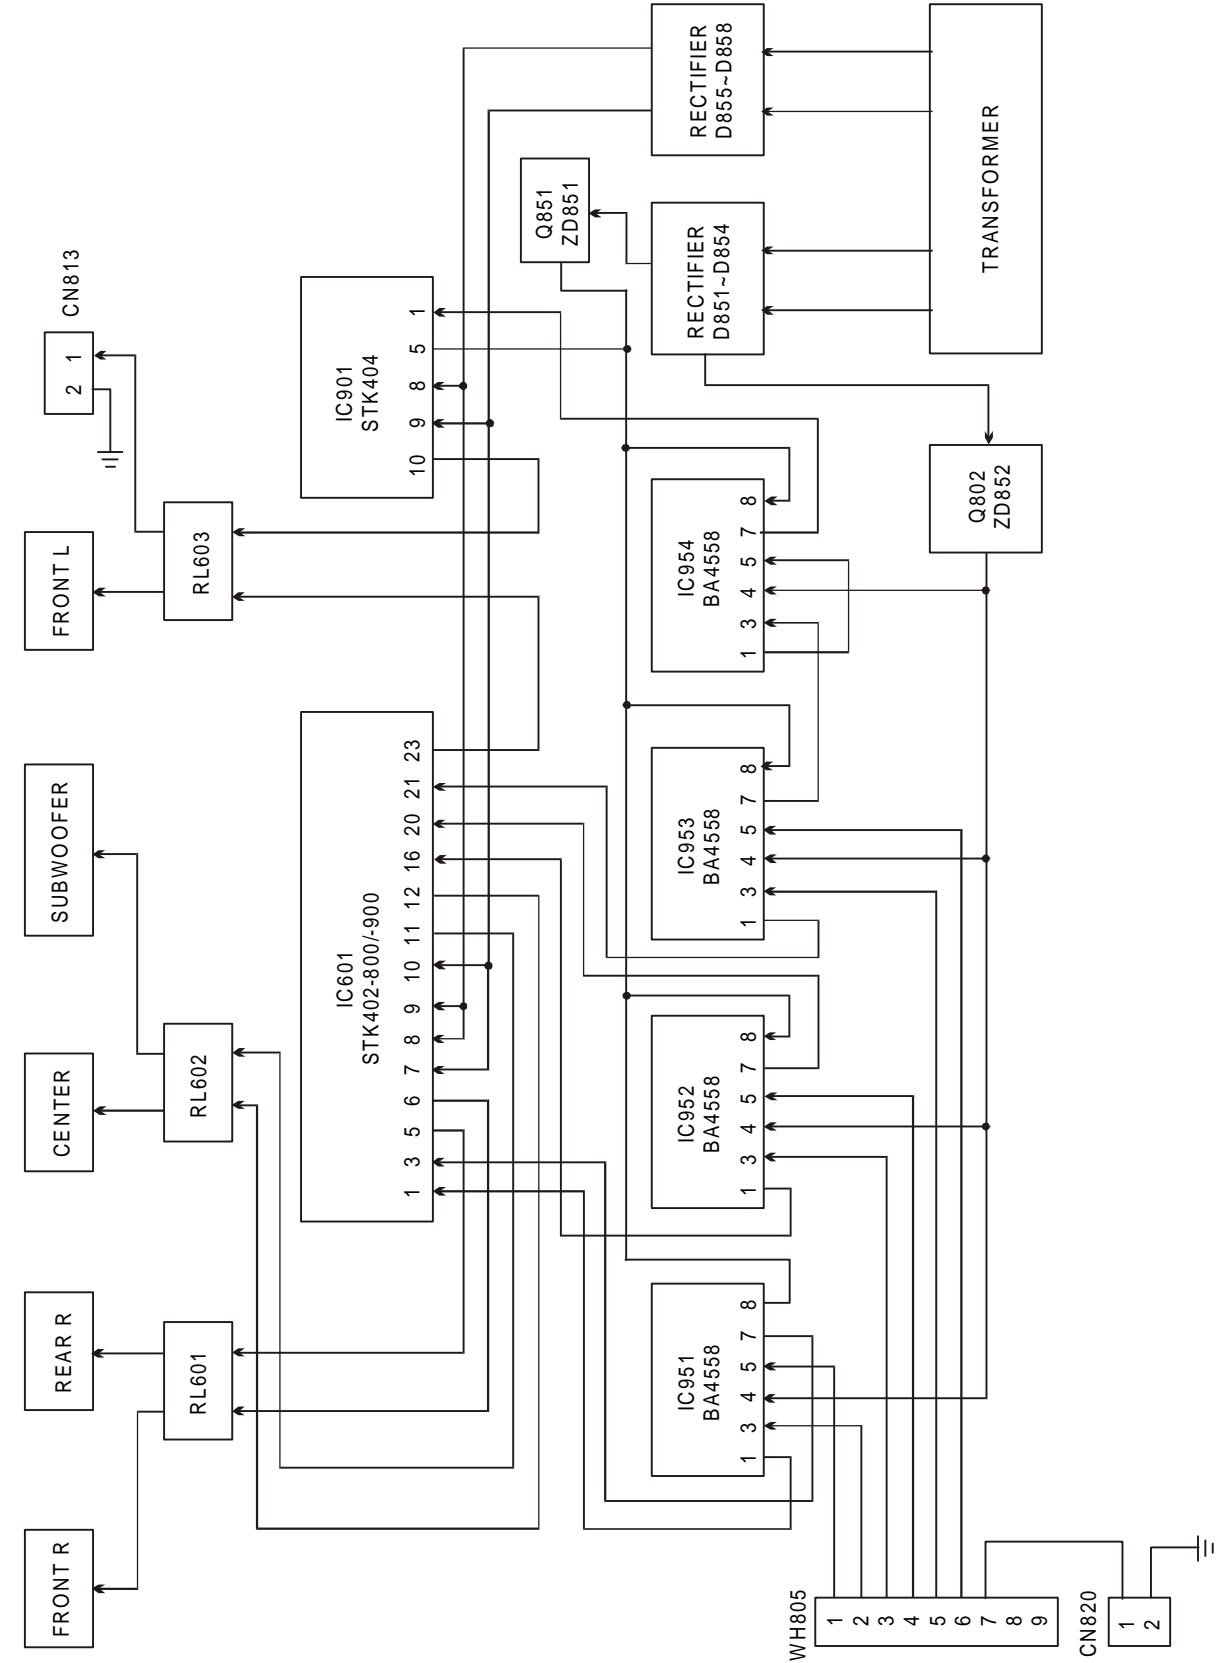 FRONT R
REAR R
CENTER
SUBWOOFER
FRONT L
CN813
2 1
RL601
RL602
RL603
IC601
STK402-800/-900
1 3 5 6 7 8 9 10 11 12 16 20 21 23
IC901
STK404
10 9 8 5 1
Q851
ZD851
IC951
BA4558
1 3 4 5 7 8
IC952
BA4558
1 3 4 5 7 8
IC953
BA4558
1 3 4 5 7 8
IC954
BA4558
1 3 4 5 7 8
RECTIFIER
D851~D854
RECTIFIER
D855~D858
WH805
1
2
3
4
5
6
7
8
9
Q802
ZD852
TRANSFORMER
CN820
1
2